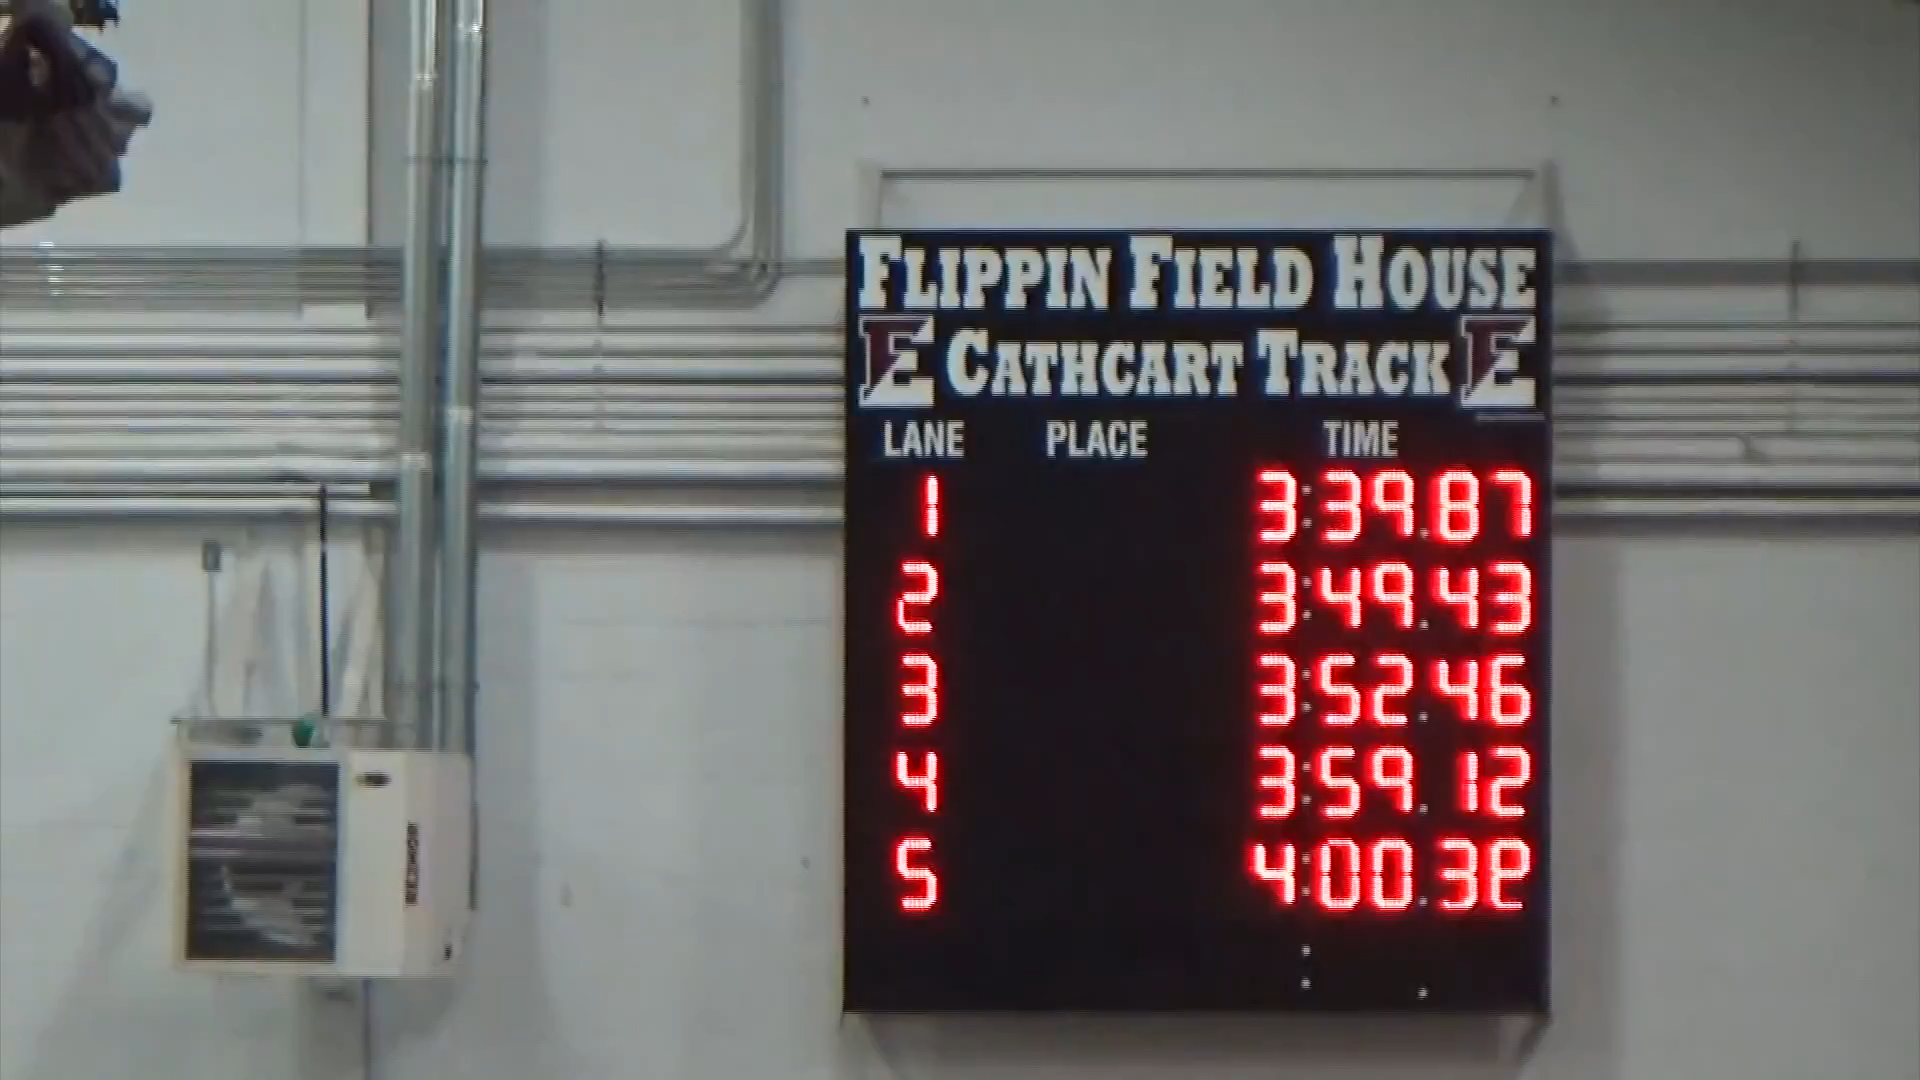 FLIPPIN FIELD HOUSE
E CATHCART TRACK E
LANE PLACE TIME
1 3:39.87
2 3:49.43
3 3:52.46
4 3:59.12
5 4:00.3